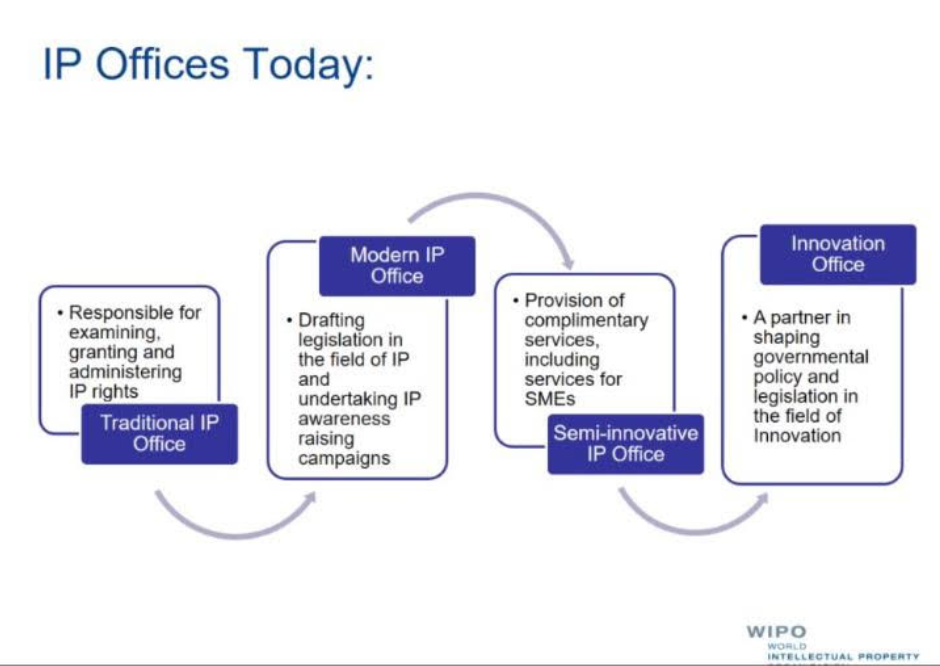 IP Offices Today:
• Responsible for
examining,
granting and
administering
IP rights
Traditional IP
Office
Modern IP
Office
• Drafting
legislation in
the field of IP
and
undertaking IP
awareness
raising
campaigns
• Provision of
complimentary
services,
including
services for
SMEs
Semi-innovative
IP Office
Innovation
Office
• A partner in
shaping
governmental
policy and
legislation in
the field of
Innovation
WIPO
WORLD
INTELLECTUAL PROPERTY